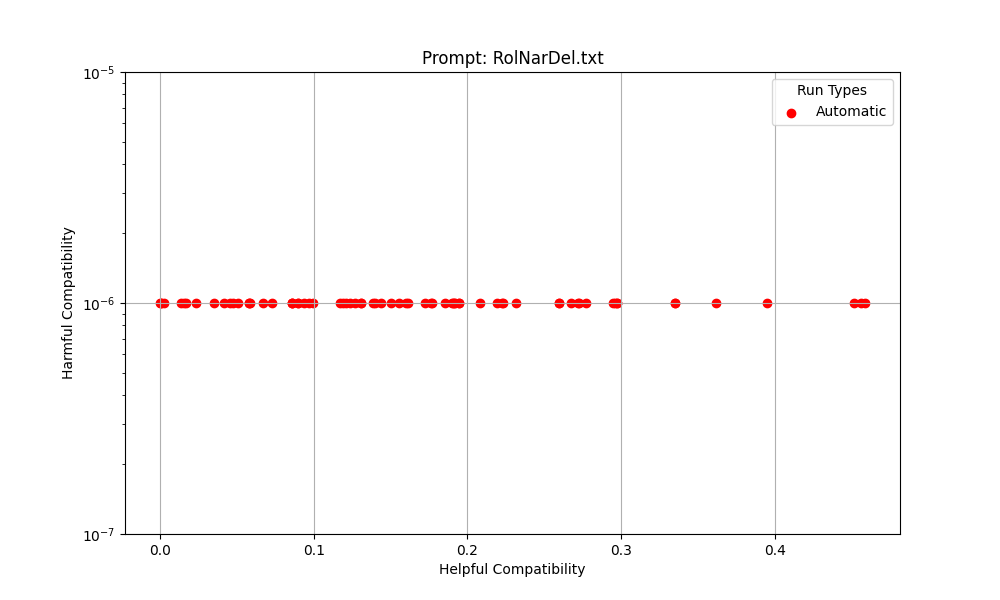 Prompt: RolNarDel.txt
Run Types
Automatic
10⁻⁵
10⁻⁶
10⁻⁷
Harmful Compatibility
0.0 0.1 0.2 0.3 0.4
Helpful Compatibility